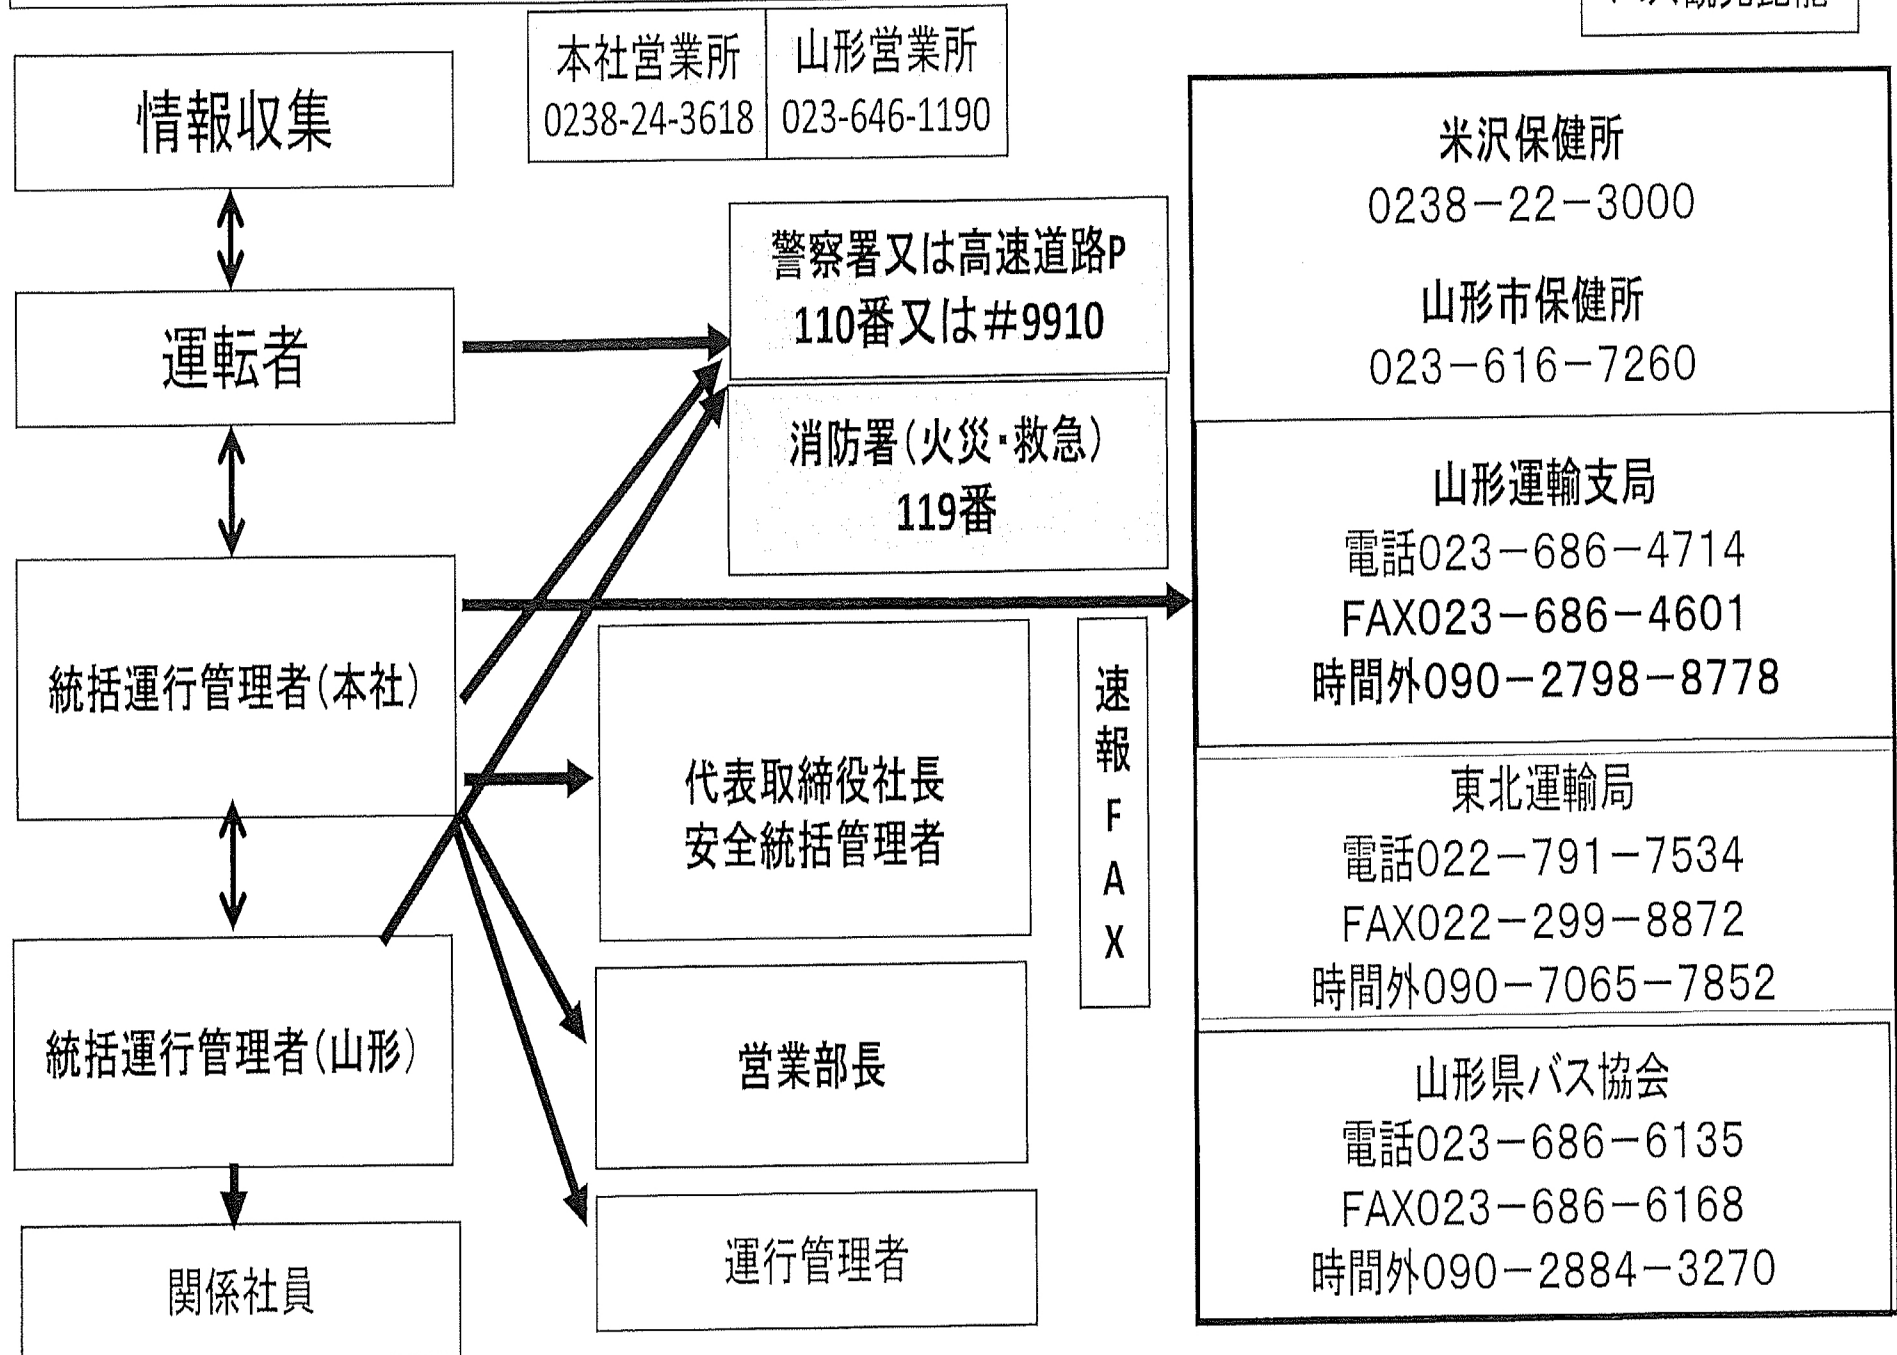 本社営業所
0238-24-3618
山形営業所
023-646-1190
情報収集
運転者
統括運行管理者(本社)
統括運行管理者(山形)
関係社員
警察署又は高速道路P
110番又は#9910
消防署(火災・救急)
119番
代表取締役社長
安全統括管理者
営業部長
運行管理者
速報FAX
米沢保健所
0238-22-3000
山形市保健所
023-616-7260
山形運輸支局
電話023-686-4714
FAX023-686-4601
時間外090-2798-8778
東北運輸局
電話022-791-7534
FAX022-299-8872
時間外090-7065-7852
山形県バス協会
電話023-686-6135
FAX023-686-6168
時間外090-2884-3270